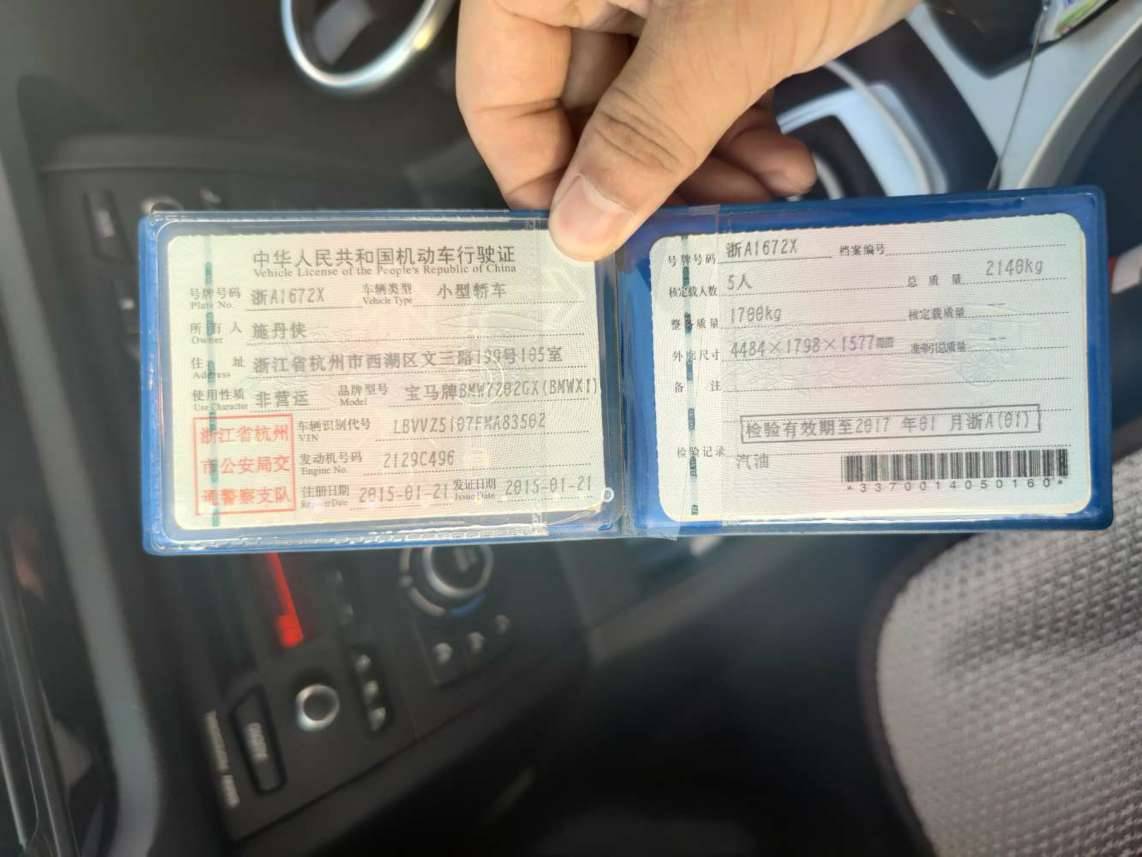 中华人民共和国机动车行驶证
Vehicle License of the People's Republic of China
号牌号码 浙A1672X 车辆类型 小型轿车
Plate No. Vehicle Type
所有人 施丹侠
Owner
住址 浙江省杭州市西湖区文三路199号105室
Address
使用性质 非营运 品牌型号 宝马牌BMW7202GX(BMWX1)
Use Character Model
浙江省杭州
市公安局交
通警察支队
车辆识别代号 LBVVZ5107FMA83502
VIN
发动机号码 2129C496
Engine No.
注册日期 2015-01-21 发证日期 2015-01-21
Register Date Issue Date
号牌号码 浙A1672X 档案编号
核定载人数 5人 总质量 2140kg
整备质量 1700kg 核定载质量 --
外廓尺寸 4484×1798×1577mm 准牵引总质量 --
备注
检验有效期至2017 年01 月浙A(01)
检验记录
汽油
*3370014050160*